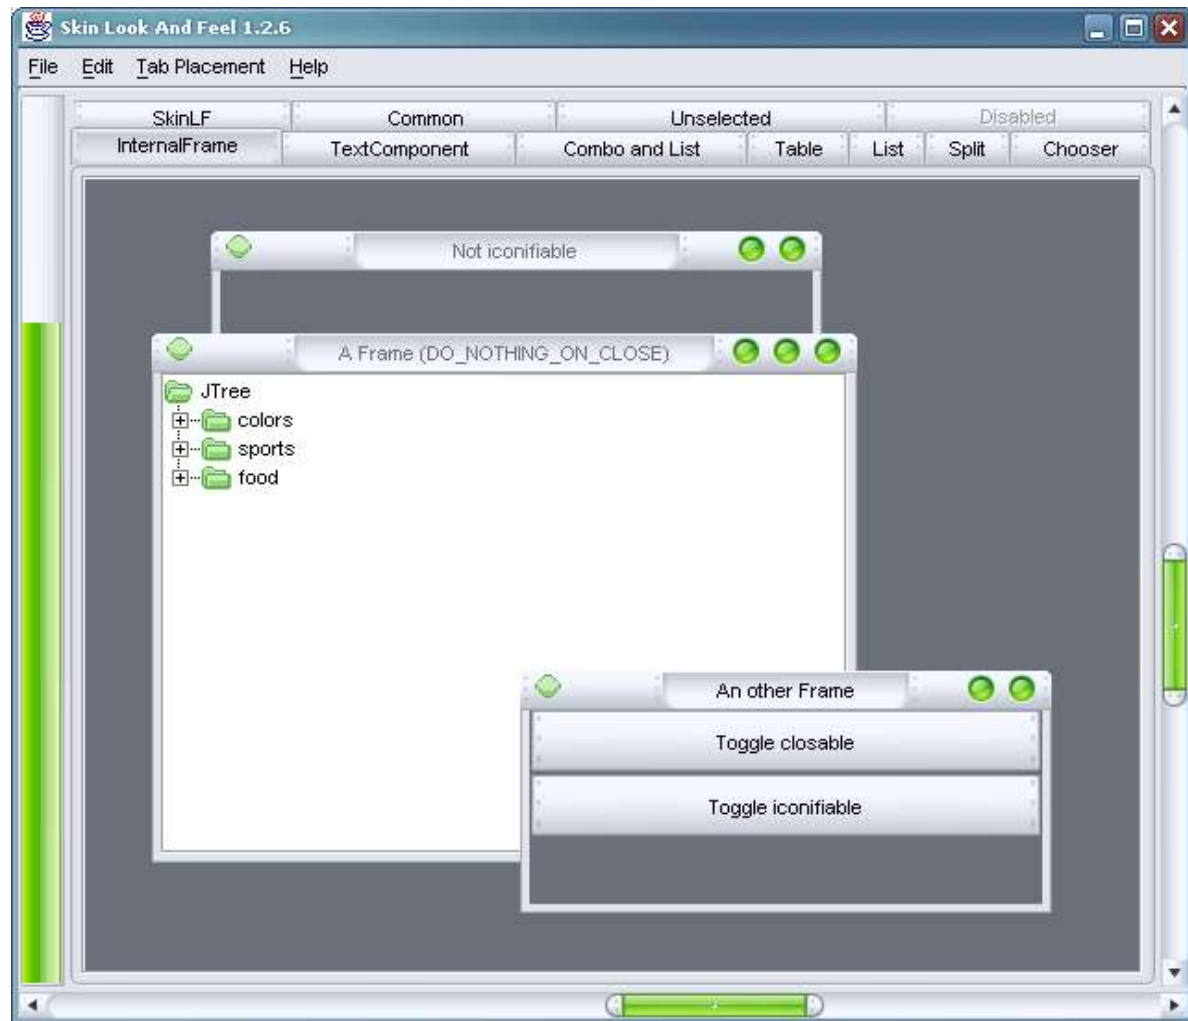 Skin Look And Feel 1.2.6
File Edit Tab Placement Help
SkinLF Common Unselected Disabled
InternalFrame TextComponent Combo and List Table List Split Chooser
Not iconifiable
A Frame (DO_NOTHING_ON_CLOSE)
JTree
colors
sports
food
An other Frame
Toggle closable
Toggle iconifiable